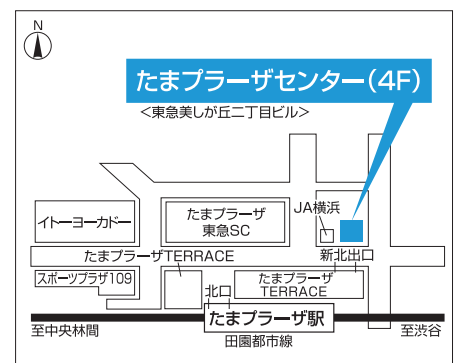 N
たまプラーザセンター（4F）
＜東急美しが丘二丁目ビル＞
イトーヨーカドー
たまプラーザ
東急SC
JA横浜
たまプラーザTERRACE
新北出口
スポーツプラザ109
北口
たまプラーザ
TERRACE
至中央林間
たまプラーザ駅
至渋谷
田園都市線